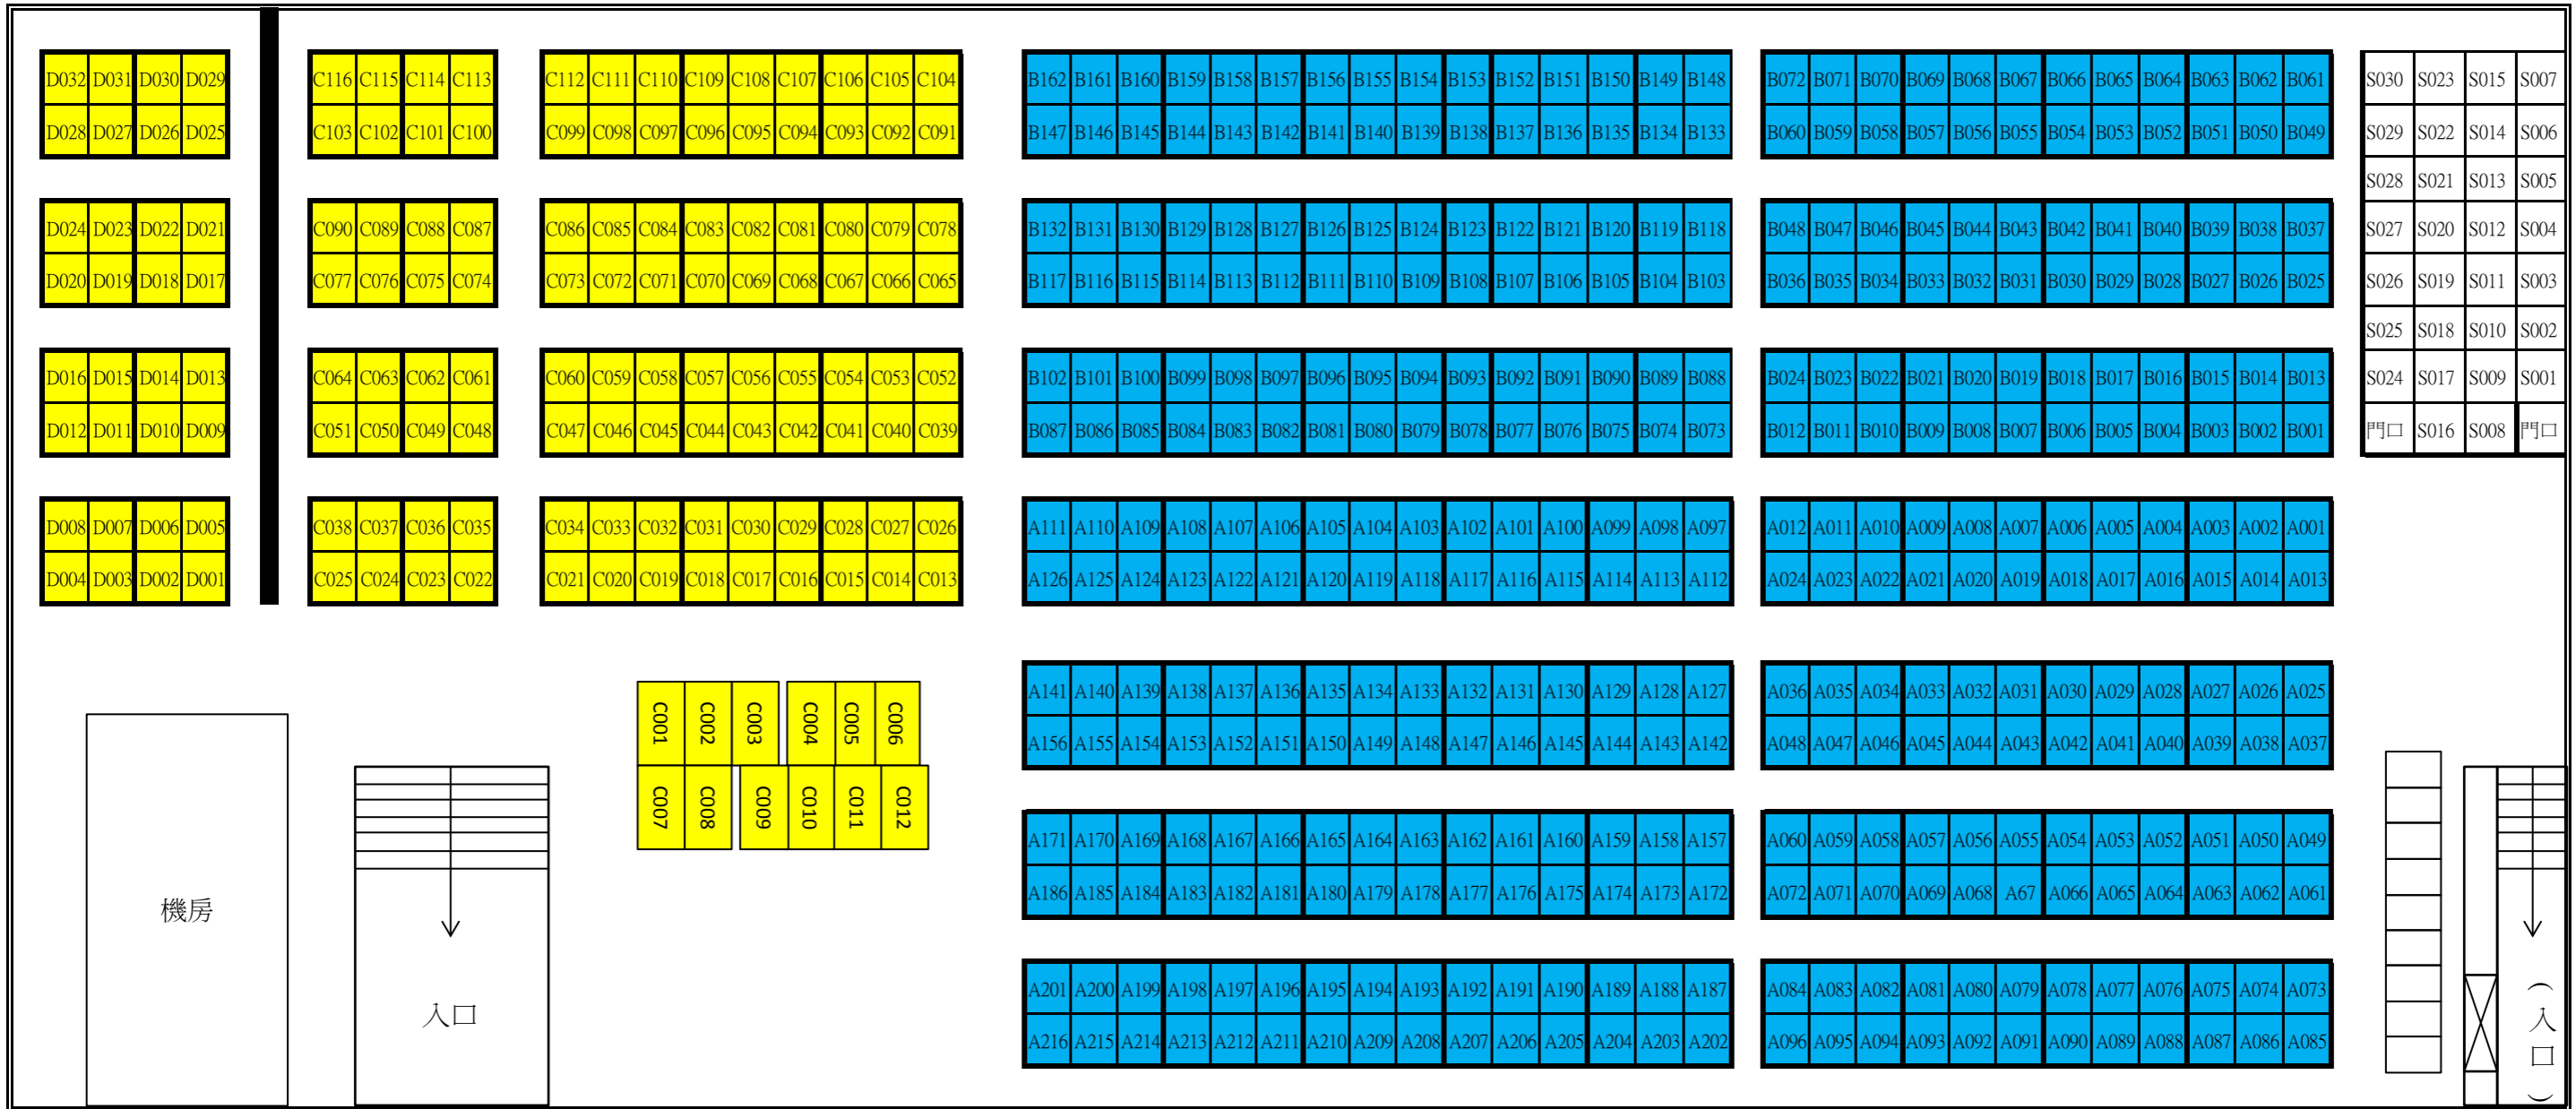 D032 D031 D030 D029 C116 C115 C114 C113 C112 C111 C110 C109 C108 C107 C106 C105 C104 B162 B161 B160 B159 B158 B157 B156 B155 B154 B153 B152 B151 B150 B149 B148 B072 B071 B070 B069 B068 B067 B066 B065 B064 B063 B062 B061 S030 S023 S015 S007
D028 D027 D026 D025 C103 C102 C101 C100 C099 C098 C097 C096 C095 C094 C093 C092 C091 B147 B146 B145 B144 B143 B142 B141 B140 B139 B138 B137 B136 B135 B134 B133 B060 B059 B058 B057 B056 B055 B054 B053 B052 B051 B050 B049 S029 S022 S014 S006
S028 S021 S013 S005
D024 D023 D022 D021 C090 C089 C088 C087 C086 C085 C084 C083 C082 C081 C080 C079 C078 B132 B131 B130 B129 B128 B127 B126 B125 B124 B123 B122 B121 B120 B119 B118 B048 B047 B046 B045 B044 B043 B042 B041 B040 B039 B038 B037 S027 S020 S012 S004
D020 D019 D018 D017 C077 C076 C075 C074 C073 C072 C071 C070 C069 C068 C067 C066 C065 B117 B116 B115 B114 B113 B112 B111 B110 B109 B108 B107 B106 B105 B104 B103 B036 B035 B034 B033 B032 B031 B030 B029 B028 B027 B026 B025 S026 S019 S011 S003
S025 S018 S010 S002
D016 D015 D014 D013 C064 C063 C062 C061 C060 C059 C058 C057 C056 C055 C054 C053 C052 B102 B101 B100 B099 B098 B097 B096 B095 B094 B093 B092 B091 B090 B089 B088 B024 B023 B022 B021 B020 B019 B018 B017 B016 B015 B014 B013 S024 S017 S009 S001
D012 D011 D010 D009 C051 C050 C049 C048 C047 C046 C045 C044 C043 C042 C041 C040 C039 B087 B086 B085 B084 B083 B082 B081 B080 B079 B078 B077 B076 B075 B074 B073 B012 B011 B010 B009 B008 B007 B006 B005 B004 B003 B002 B001 門口 S016 S008 門口
D008 D007 D006 D005 C038 C037 C036 C035 C034 C033 C032 C031 C030 C029 C028 C027 C026 A111 A110 A109 A108 A107 A106 A105 A104 A103 A102 A101 A100 A099 A098 A097 A012 A011 A010 A009 A008 A007 A006 A005 A004 A003 A002 A001
D004 D003 D002 D001 C025 C024 C023 C022 C021 C020 C019 C018 C017 C016 C015 C014 C013 A126 A125 A124 A123 A122 A121 A120 A119 A118 A117 A116 A115 A114 A113 A112 A024 A023 A022 A021 A020 A019 A018 A017 A016 A015 A014 A013
C001 C002 C003 C004 C005 C006 A141 A140 A139 A138 A137 A136 A135 A134 A133 A132 A131 A130 A129 A128 A127 A036 A035 A034 A033 A032 A031 A030 A029 A028 A027 A026 A025
A156 A155 A154 A153 A152 A151 A150 A149 A148 A147 A146 A145 A144 A143 A142 A048 A047 A046 A045 A044 A043 A042 A041 A040 A039 A038 A037
C007 C008 C009 C010 C011 C012 A171 A170 A169 A168 A167 A166 A165 A164 A163 A162 A161 A160 A159 A158 A157 A060 A059 A058 A057 A056 A055 A054 A053 A052 A051 A050 A049
機房 A186 A185 A184 A183 A182 A181 A180 A179 A178 A177 A176 A175 A174 A173 A172 A072 A071 A070 A069 A068 A67 A066 A065 A064 A063 A062 A061
入口 A201 A200 A199 A198 A197 A196 A195 A194 A193 A192 A191 A190 A189 A188 A187 A084 A083 A082 A081 A080 A079 A078 A077 A076 A075 A074 A073
A216 A215 A214 A213 A212 A211 A210 A209 A208 A207 A206 A205 A204 A203 A202 A096 A095 A094 A093 A092 A091 A090 A089 A088 A087 A086 A085
（入口）